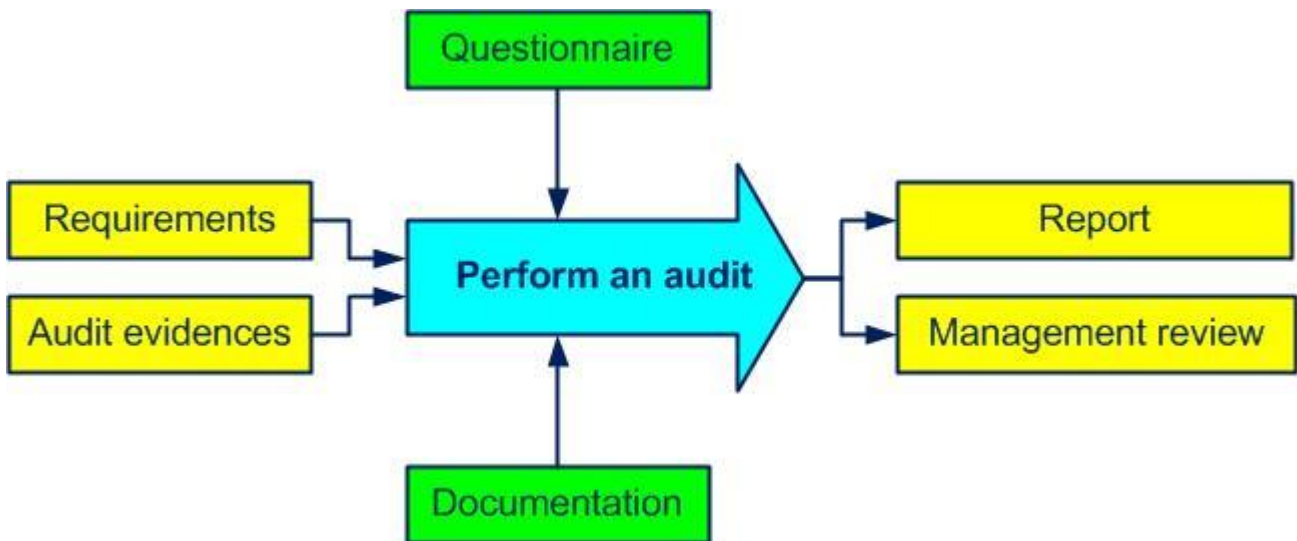 Questionnaire
Requirements
Audit evidences
Perform an audit
Report
Management review
Documentation